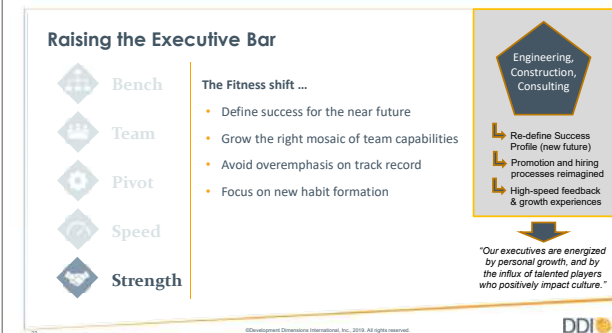 Raising the Executive Bar
Bench
Team
Pivot
Speed
Strength
The Fitness shift ...
• Define success for the near future
• Grow the right mosaic of team capabilities
• Avoid overemphasis on track record
• Focus on new habit formation
Engineering,
Construction,
Consulting
Re-define Success
Profile (new future)
Promotion and hiring
processes reimagined
High-speed feedback
& growth experiences
“Our executives are energized
by personal growth, and by
the influx of talented players
who positively impact culture.”
©Development Dimensions International, Inc., 2019. All rights reserved.
DDI